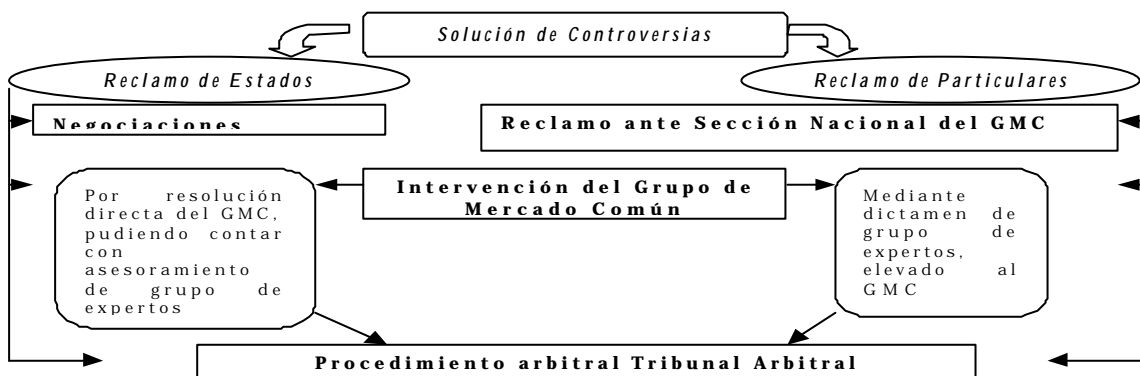 Solución de Controversias
Reclamo de Estados
Reclamo de Particulares
Negociaciones
Reclamo ante Sección Nacional del GMC
Por resolución
directa del GMC,
pudiendo contar
con
asesoramiento
de grupo de
expertos
Intervención del Grupo de
Mercado Común
Mediante
dictamen de
grupo de
expertos,
elevado al
GMC
Procedimiento arbitral Tribunal Arbitral